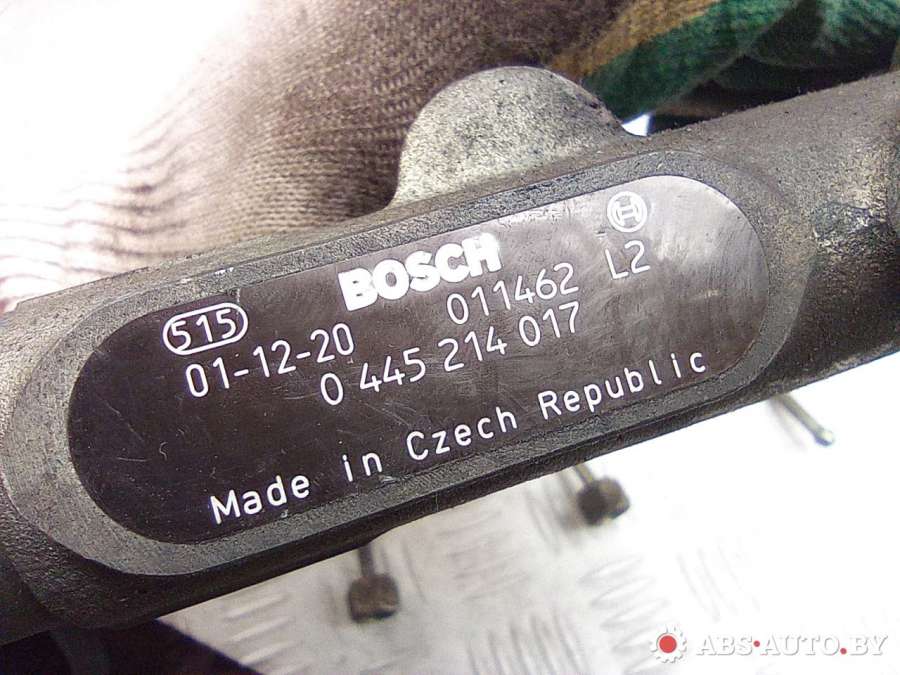 BOSCH
515 011462 L2
01-12-20
0 445 214 017
Made in Czech Republic
ABS-AUTO.BY